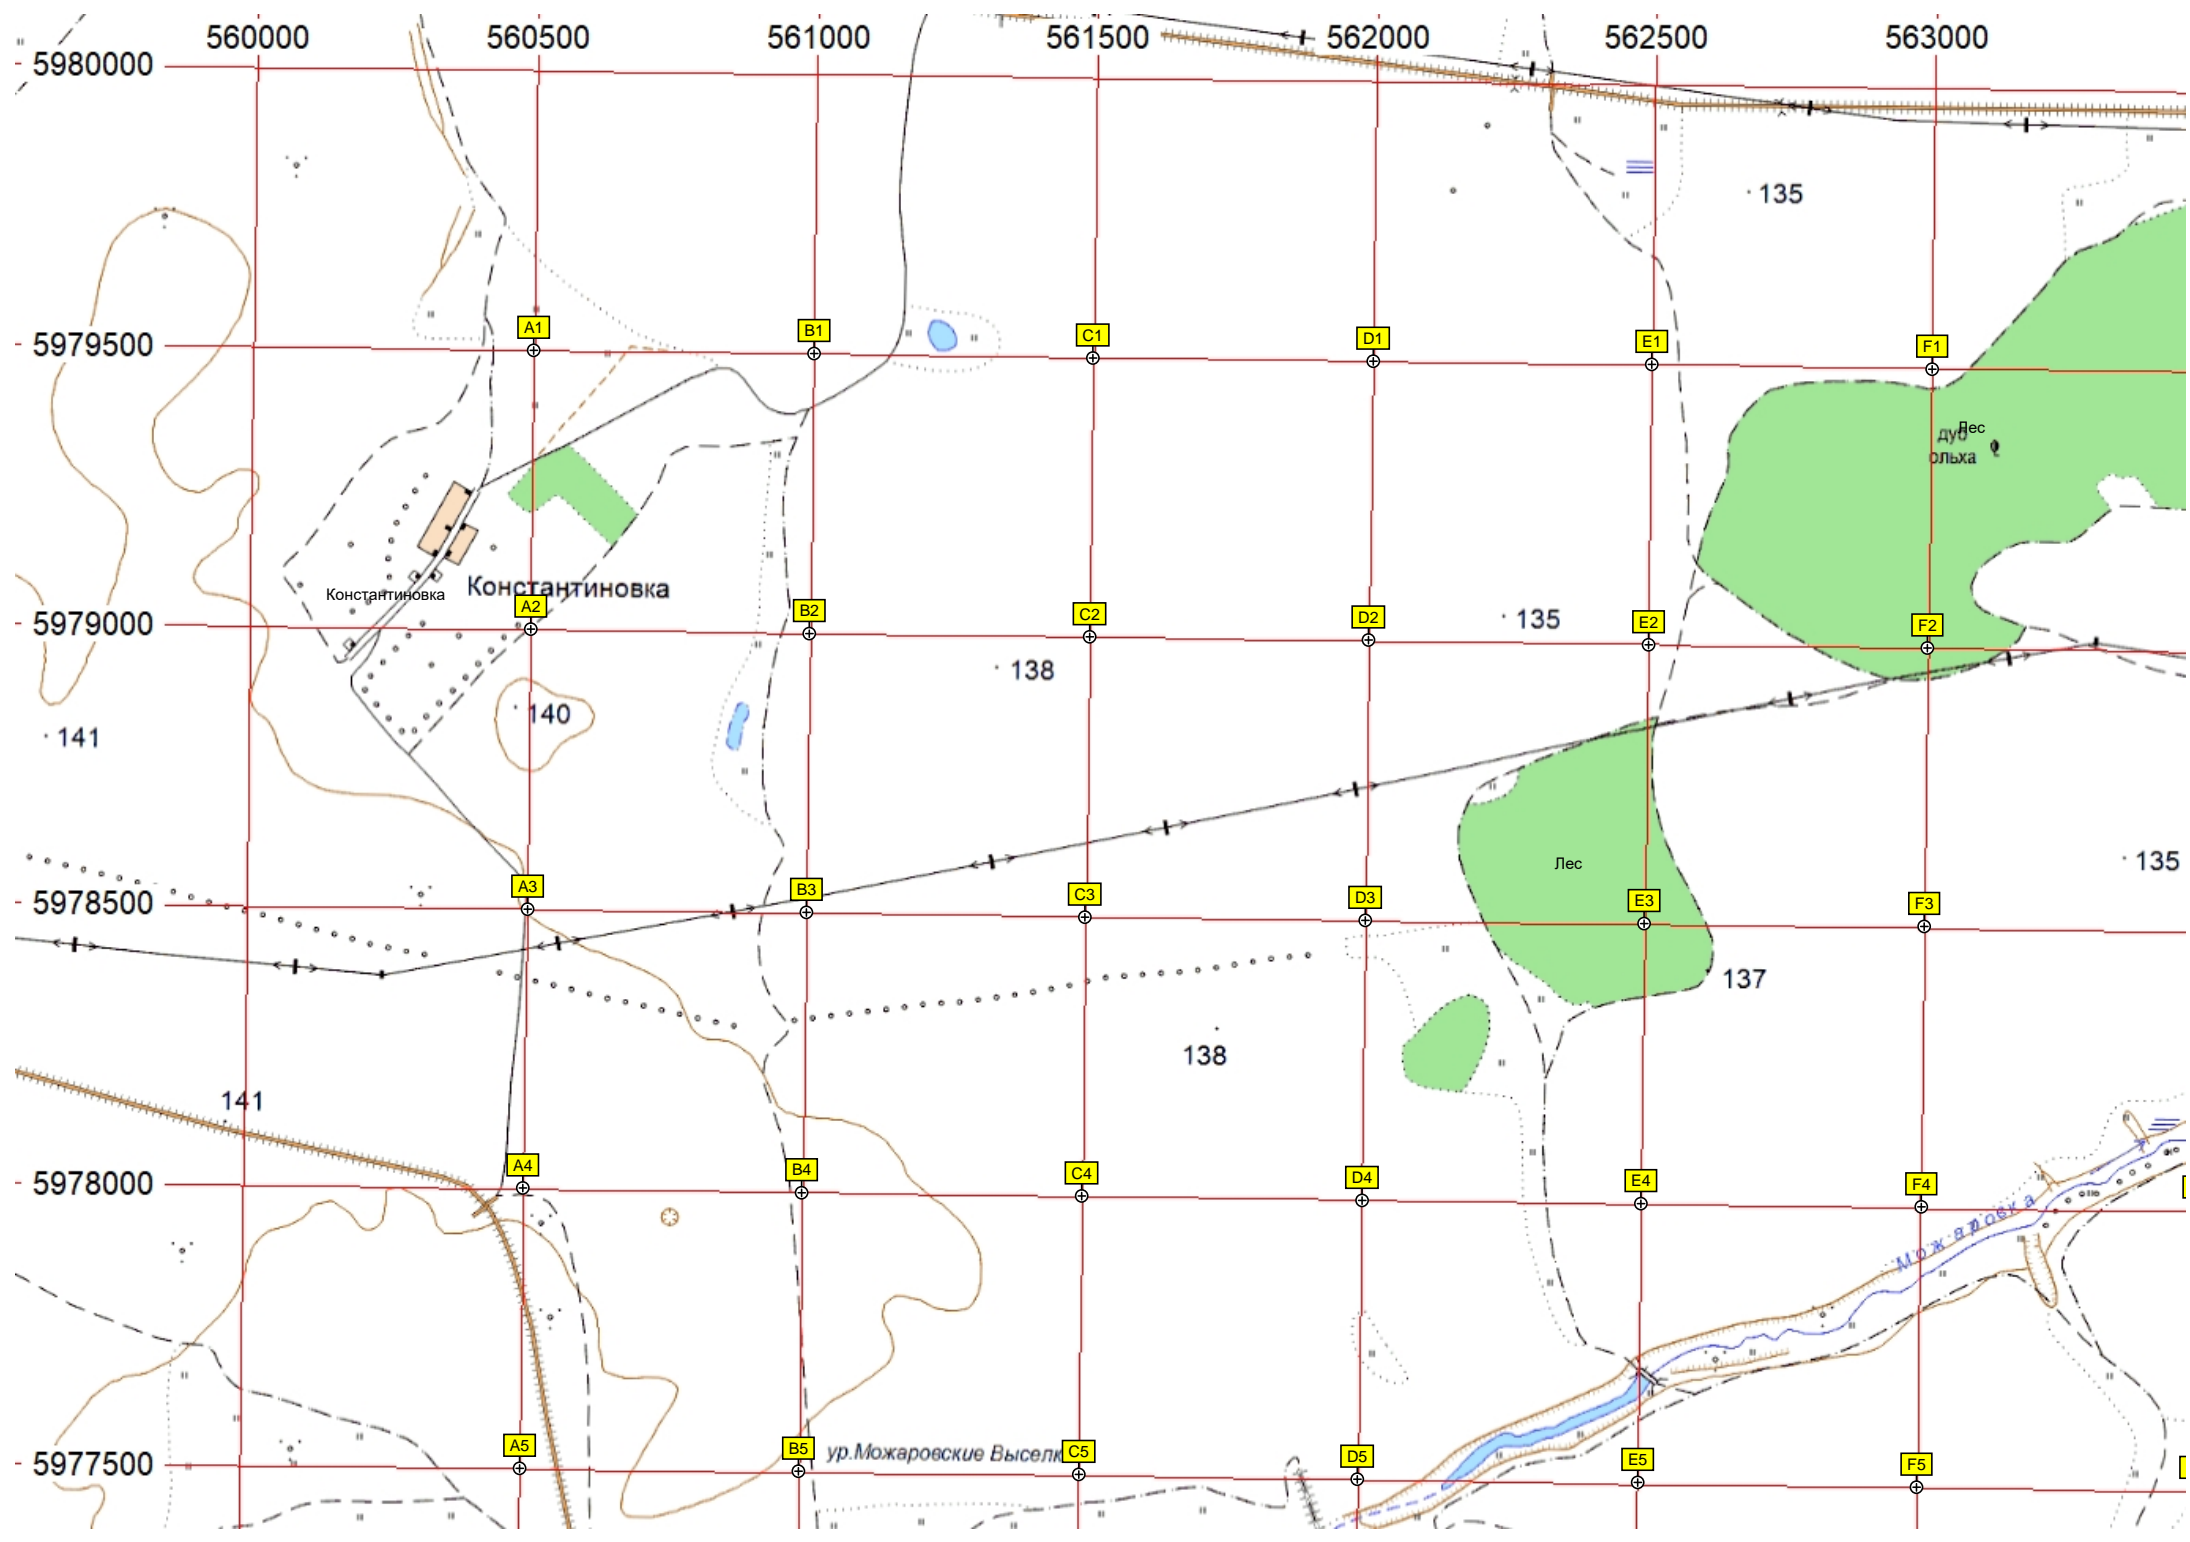 560000 560500 561000 561500 562000 562500 563000
5980000
135
A1 B1 C1 D1 E1 F1
5979500
Лес
дуб
ольха
Константиновка
Константиновка
A2 B2 C2 D2 E2 F2
5979000
135
138
140
141
Лес
135
A3 B3 C3 D3 E3 F3
5978500
137
138
141
A4 B4 C4 D4 E4 F4
5978000
Можаровка
A5 B5 C5 D5 E5 F5
ур.Можаровские Выселк
5977500